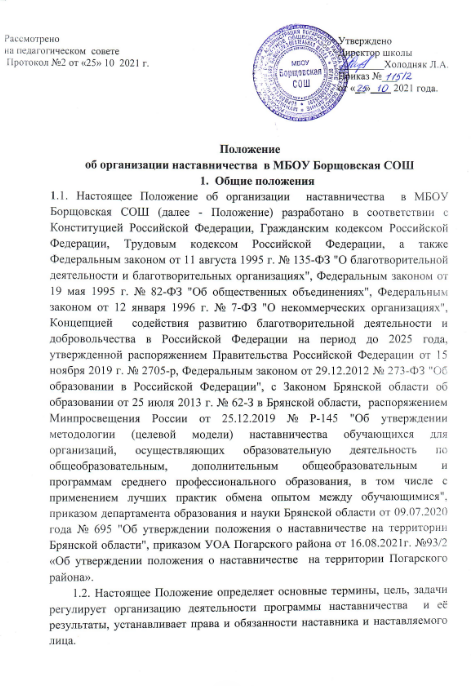 Рассмотрено
на педагогическом совете
Протокол №2 от «25» 10 2021 г.
Утверждено
Директор школы
Холодняк Л.А.
Приказ № 115/2
от «25» 10 2021 года.
МБОУ
Борщовская
СОШ
Положение
об организации наставничества в МБОУ Борщовская СОШ
1. Общие положения
1.1. Настоящее Положение об организации наставничества в МБОУ
Борщовская СОШ (далее - Положение) разработано в соответствии с
Конституцией Российской Федерации, Гражданским кодексом Российской
Федерации, Трудовым кодексом Российской Федерации, а также
Федеральным законом от 11 августа 1995 г. № 135-ФЗ "О благотворительной
деятельности и благотворительных организациях", Федеральным законом от
19 мая 1995 г. № 82-ФЗ "Об общественных объединениях", Федеральным
законом от 12 января 1996 г. № 7-ФЗ "О некоммерческих организациях",
Концепцией содействия развитию благотворительной деятельности и
добровольчества в Российской Федерации на период до 2025 года,
утвержденной распоряжением Правительства Российской Федерации от 15
ноября 2019 г. № 2705-р, Федеральным законом от 29.12.2012 № 273-ФЗ "Об
образовании в Российской Федерации", с Законом Брянской области об
образовании от 25 июля 2013 г. № 62-З в Брянской области, распоряжением
Минпросвещения России от 25.12.2019 № Р-145 "Об утверждении
методологии (целевой модели) наставничества обучающихся для
организаций, осуществляющих образовательную деятельность по
общеобразовательным, дополнительным общеобразовательным и
программам среднего профессионального образования, в том числе с
применением лучших практик обмена опытом между обучающимися",
приказом департамента образования и науки Брянской области от 09.07.2020
года № 695 "Об утверждении положения о наставничестве на территории
Брянской области", приказом УОА Погарского района от 16.08.2021г. №93/2
«Об утверждении положения о наставничестве на территории Погарского
района».
1.2. Настоящее Положение определяет основные термины, цель, задачи
регулирует организацию деятельности программы наставничества и её
результаты, устанавливает права и обязанности наставника и наставляемого
лица.